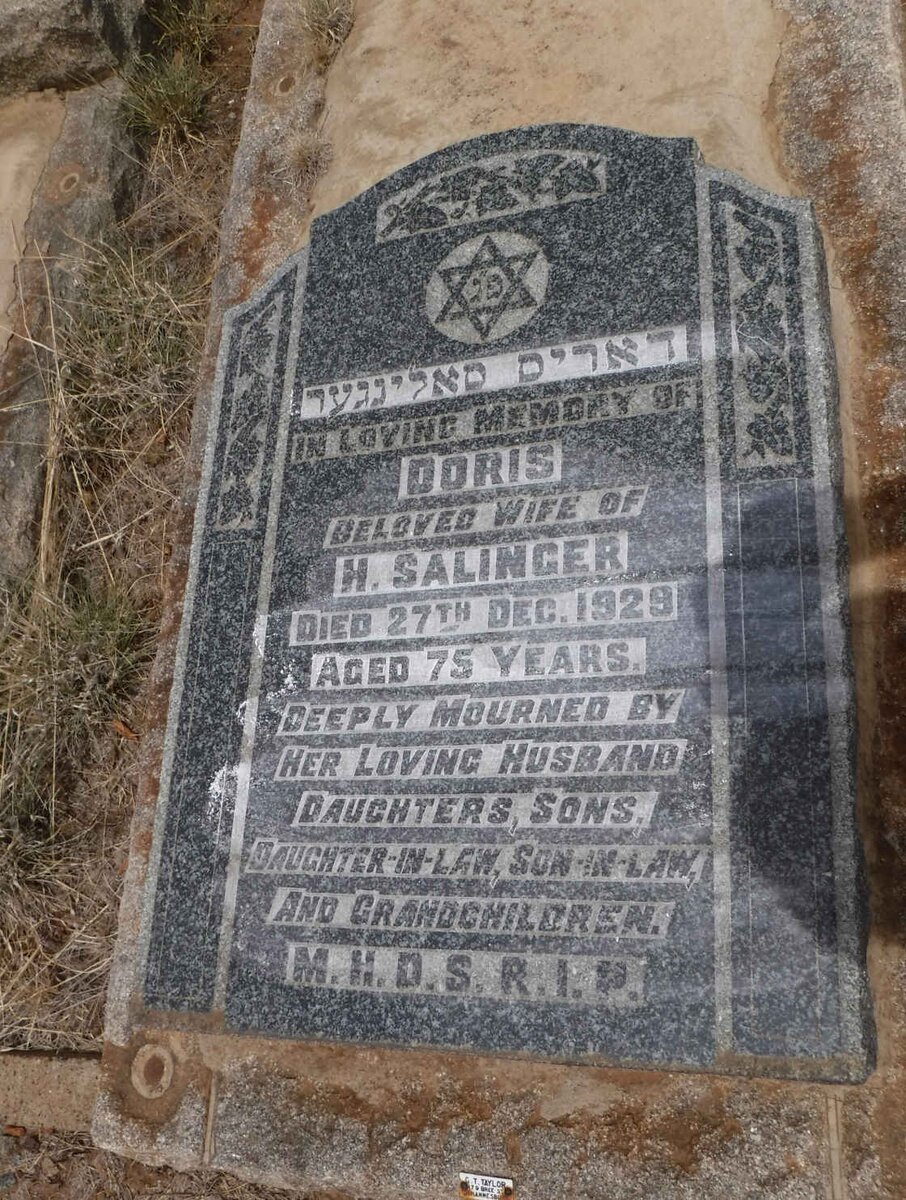 דאריס סאלינגער
IN LOVING MEMORY OF
DORIS
BELOVED WIFE OF
H. SALINGER
DIED 27TH DEC. 1929
AGED 75 YEARS.
DEEPLY MOURNED BY
HER LOVING HUSBAND
DAUGHTERS, SONS,
DAUGHTER-IN-LAW, SON-IN-LAW,
AND GRANDCHILDREN.
M.H.D.S.R.I.P.
T. TAYLOR